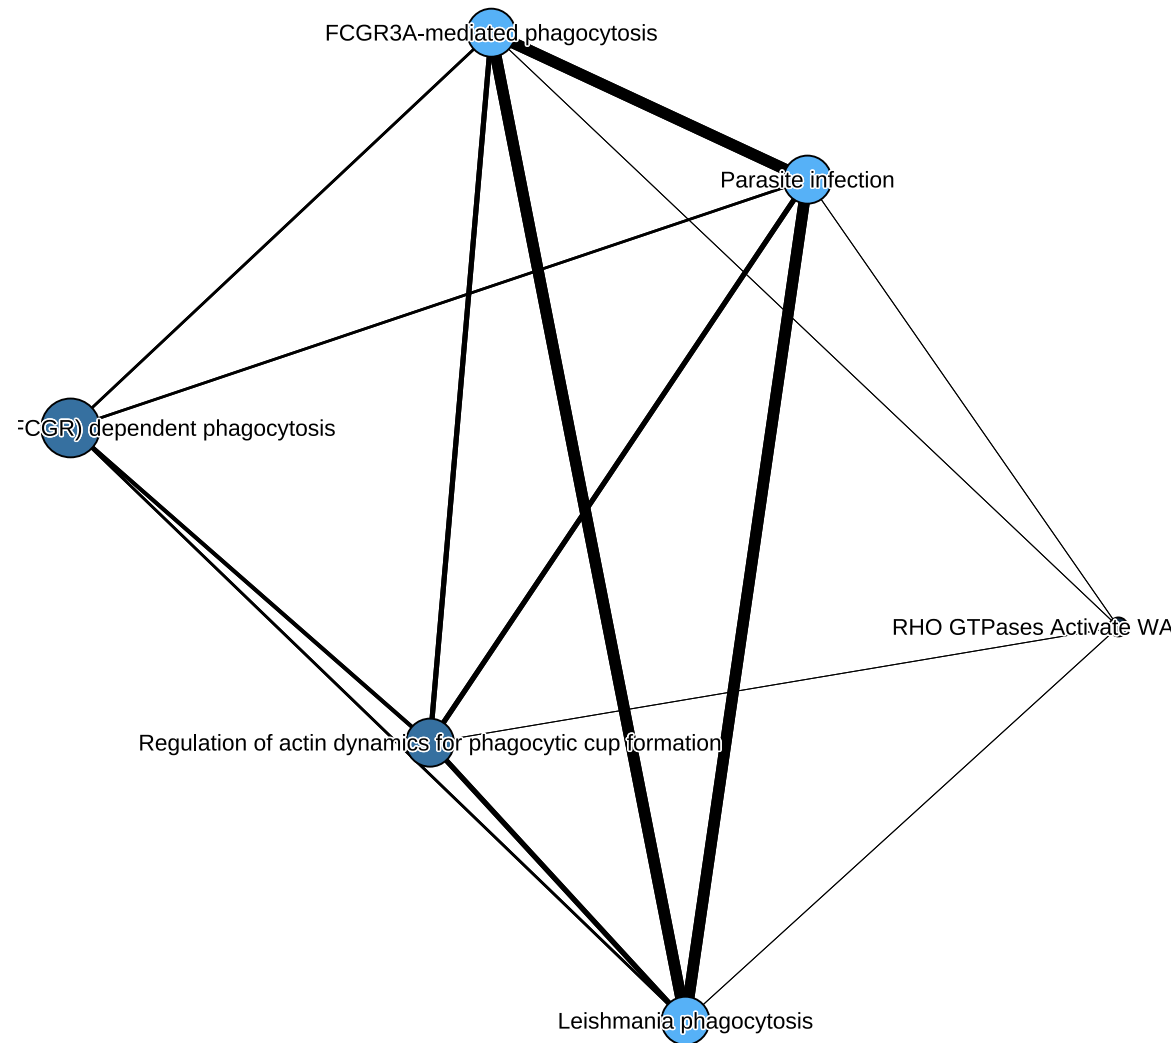 FCGR3A-mediated phagocytosis
Parasite infection
FCGR) dependent phagocytosis
RHO GTPases Activate WA
Regulation of actin dynamics for phagocytic cup formation
Leishmania phagocytosis